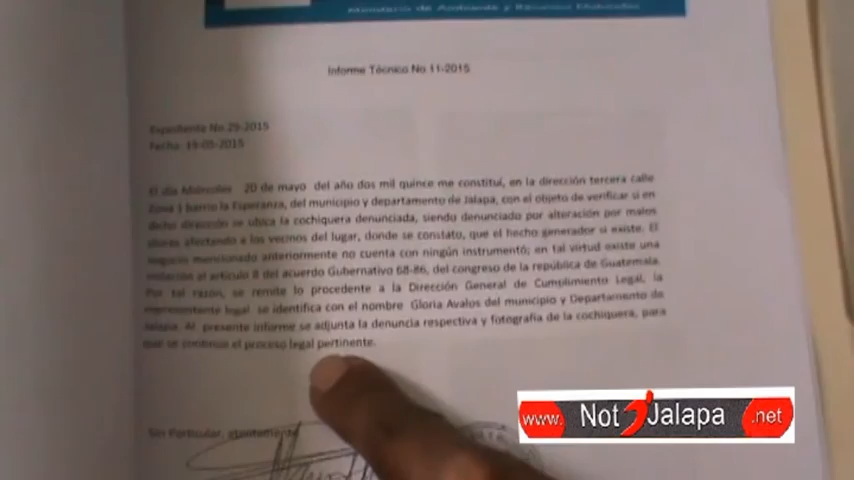 Ministerio de Ambiente y Recursos Naturales
Informe Técnico No 11-2015
Expediente No 29-2015
Fecha: 19-05-2015
El día Miércoles 20 de mayo del año dos mil quince me constituí, en la dirección tercera calle
Zona 1 barrio la Esperanza, del municipio y departamento de Jalapa, con el objeto de verificar si en
dicho dirección se ubica la cochiquera denunciada, siendo denunciado por alteración por malos
olores afectando a los vecinos del lugar, donde se constato, que el hecho generador si existe. El
negocio mencionado anteriormente no cuenta con ningún instrumentó; en tal virtud existe una
violación al artículo 8 del acuerdo Gubernativo 68-86, del congreso de la república de Guatemala.
Por tal razón, se remite lo procedente a la Dirección General de Cumplimiento Legal, la
representante legal se identifica con el nombre Gloria Avalos del municipio y Departamento de
Jalapa. Al presente informe se adjunta la denuncia respectiva y fotografía de la cochiquera, para
que se continúe el proceso legal pertinente.
Sin Particular, atentamente
www. Noti Jalapa .net